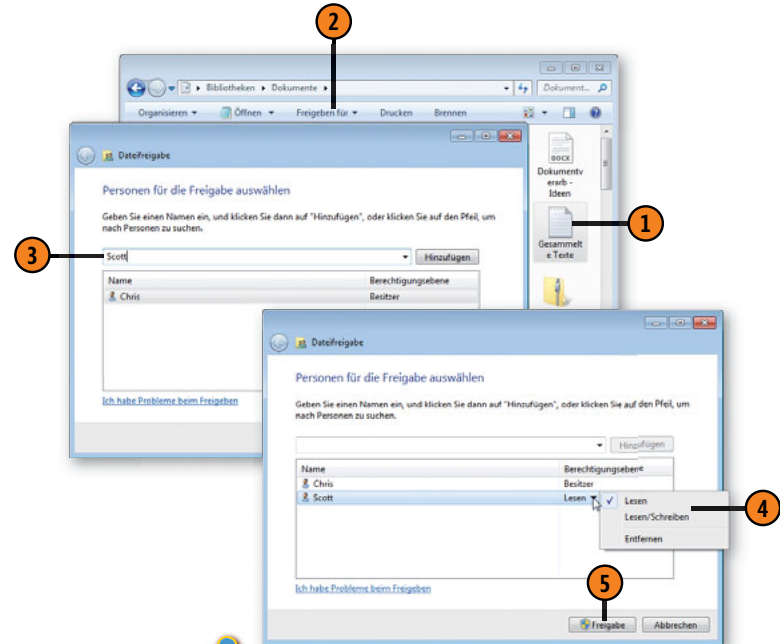 2
Bibliotheken ▸ Dokumente ▸
Dokument...
Organisieren Öffnen Freigeben für Drucken Brennen
Dateifreigabe
DOCX
Dokumentv
erarb -
Ideen
Personen für die Freigabe auswählen
Geben Sie einen Namen ein, und klicken Sie dann auf "Hinzufügen", oder klicken Sie auf den Pfeil, um
nach Personen zu suchen.
1
Gesammelt
e Texte
3
Scott
Hinzufügen
Name Berechtigungsebene
Chris Besitzer
Ich habe Probleme beim Freigeben
Dateifreigabe
Personen für die Freigabe auswählen
Geben Sie einen Namen ein, und klicken Sie dann auf "Hinzufügen", oder klicken Sie auf den Pfeil, um
nach Personen zu suchen.
Hinzufügen
Name Berechtigungsebene
Chris Besitzer
Scott Lesen
Lesen
Lesen/Schreiben
Entfernen
4
Ich habe Probleme beim Freigeben
5
Freigabe Abbrechen